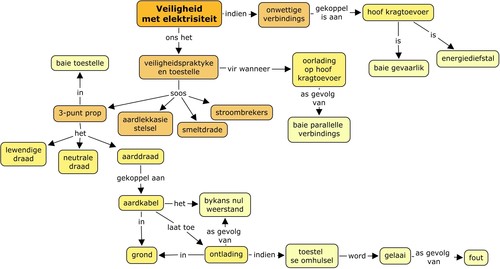 Veiligheid
met elektrisiteit
indien
onwettige
verbindings
gekoppel
is aan
hoof kragtoevoer
is
is
baie gevaarlik
energiediefstal
ons het
veiligheidspraktyke
en toestelle
vir wanneer
oorlading
op hoof
kragtoevoer
as gevolg
van
baie parallelle
verbindings
soos
baie toestelle
in
3-punt prop
aardlekkasie
stelsel
smeltdrade
stroombrekers
het
lewendige
draad
neutrale
draad
aarddraad
gekoppel aan
aardkabel
het
bykans nul
weerstand
in
laat toe
as gevolg
van
grond
in
ontlading
indien
toestel
se omhulsel
word
gelaai
as gevolg
van
fout